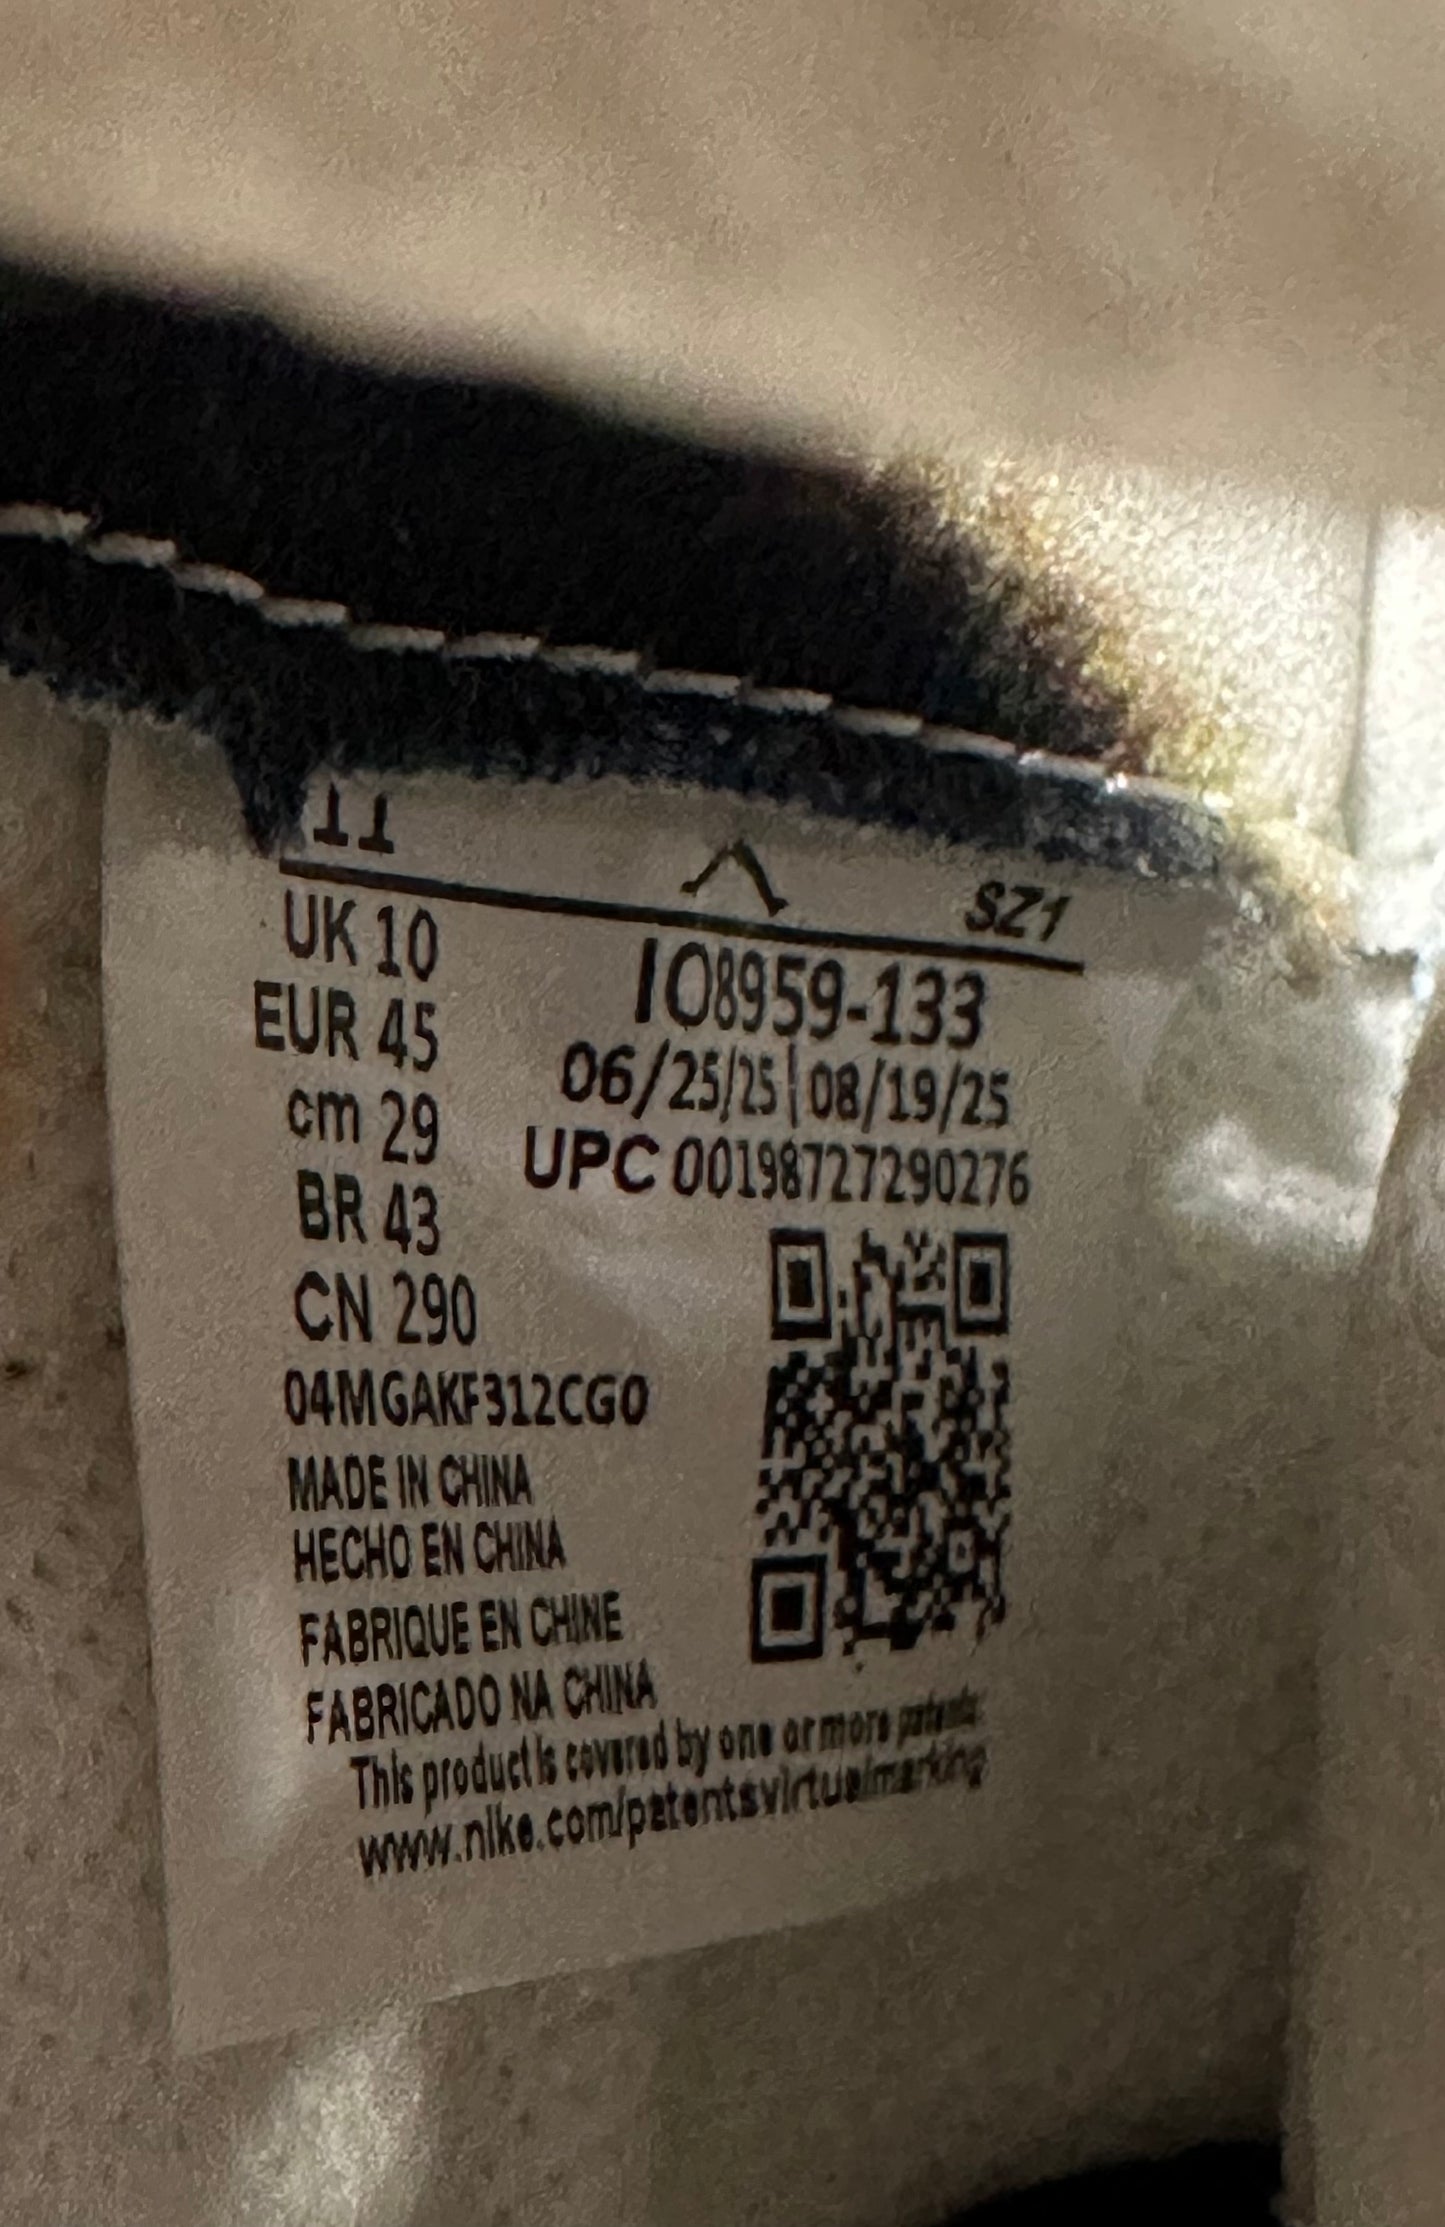 11
SZ1
UK 10
IO8959-133
EUR 45
06/25/25|08/19/25
cm 29
UPC 00198727290276
BR 43
CN 290
04MGAKF312CG0
MADE IN CHINA
HECHO EN CHINA
FABRIQUE EN CHINE
FABRICADO NA CHINA
This product is covered by one or more patents:
www.nike.com/patentsvirtualmarking